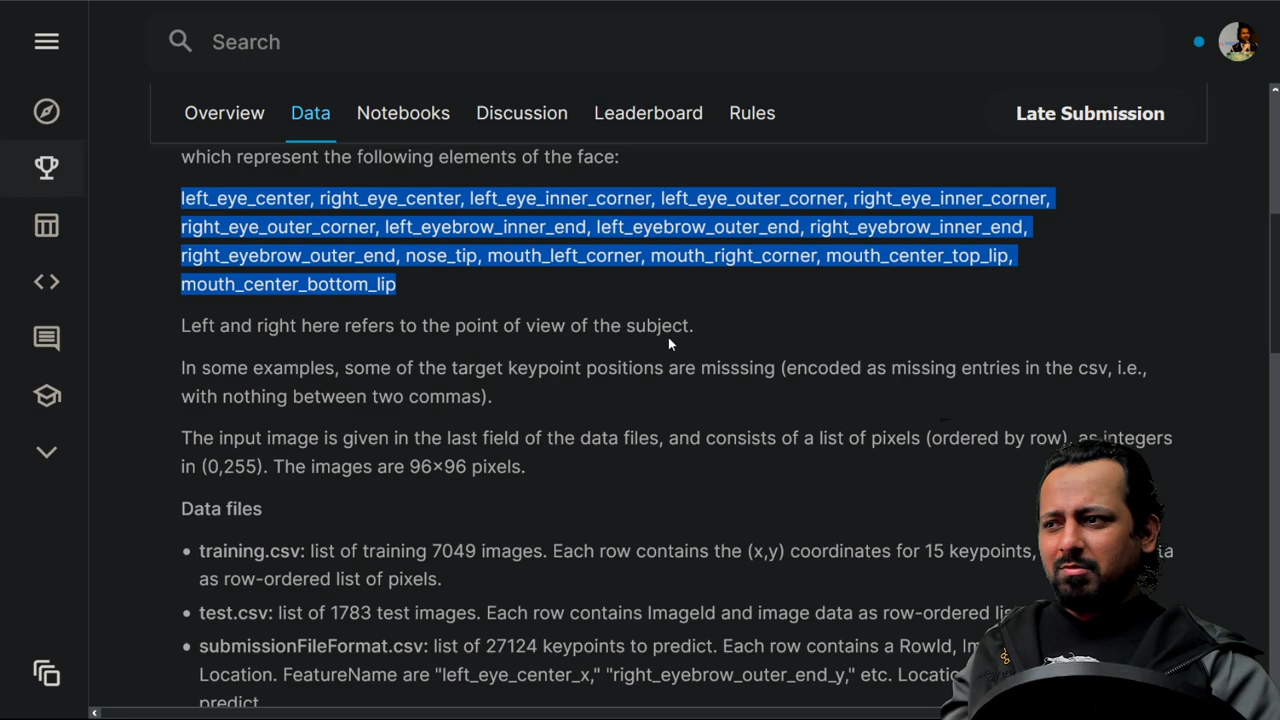 Search
Overview Data Notebooks Discussion Leaderboard Rules Late Submission
which represent the following elements of the face:
left_eye_center, right_eye_center, left_eye_inner_corner, left_eye_outer_corner, right_eye_inner_corner,
right_eye_outer_corner, left_eyebrow_inner_end, left_eyebrow_outer_end, right_eyebrow_inner_end,
right_eyebrow_outer_end, nose_tip, mouth_left_corner, mouth_right_corner, mouth_center_top_lip,
mouth_center_bottom_lip
Left and right here refers to the point of view of the subject.
In some examples, some of the target keypoint positions are misssing (encoded as missing entries in the csv, i.e.,
with nothing between two commas).
The input image is given in the last field of the data files, and consists of a list of pixels (ordered by row), as integers
in (0,255). The images are 96x96 pixels.
Data files
• training.csv: list of training 7049 images. Each row contains the (x,y) coordinates for 15 keypoints,
as row-ordered list of pixels.
• test.csv: list of 1783 test images. Each row contains ImageId and image data as row-ordered
• submissionFileFormat.csv: list of 27124 keypoints to predict. Each row contains a RowId,
Location. FeatureName are "left_eye_center_x," "right_eyebrow_outer_end_y," etc.
predict